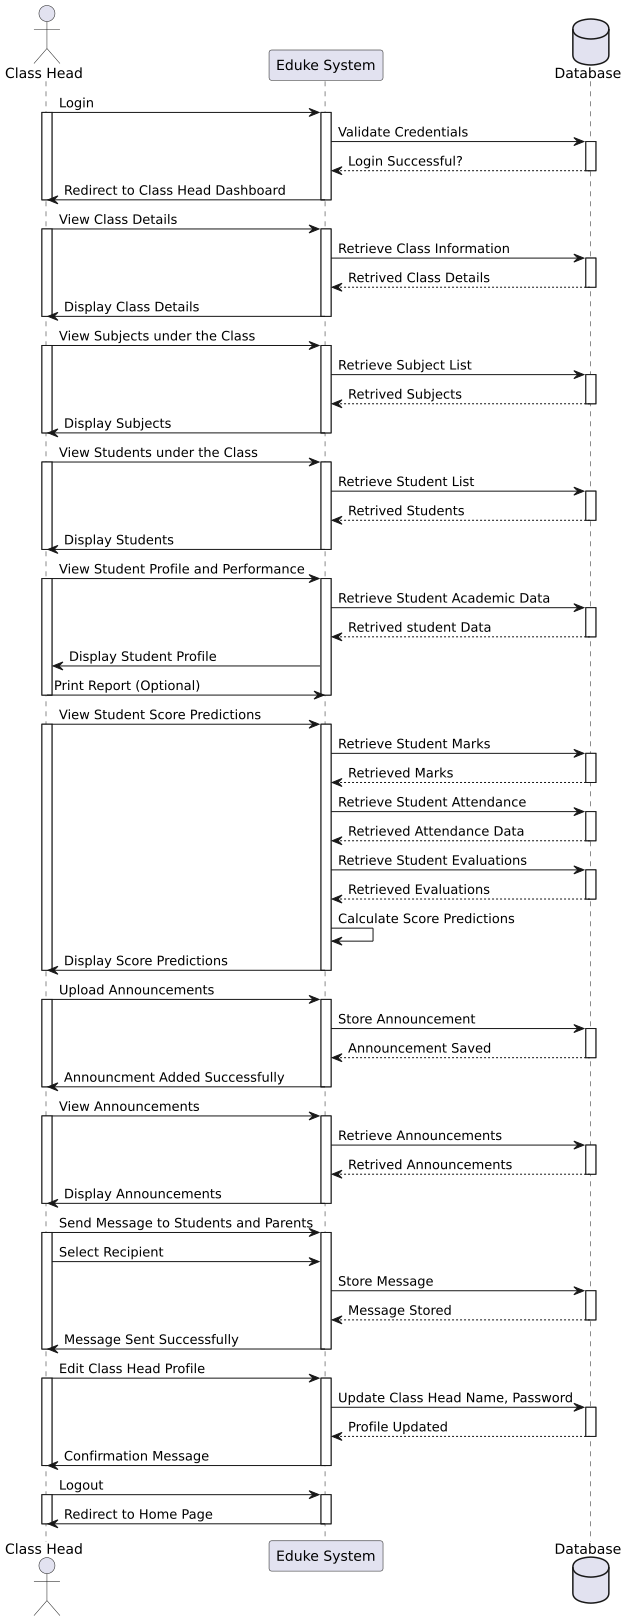 Class Head
Eduke System
Database
Login
Validate Credentials
Login Successful?
Redirect to Class Head Dashboard
View Class Details
Retrieve Class Information
Retrived Class Details
Display Class Details
View Subjects under the Class
Retrieve Subject List
Retrived Subjects
Display Subjects
View Students under the Class
Retrieve Student List
Retrived Students
Display Students
View Student Profile and Performance
Retrieve Student Academic Data
Retrived student Data
Display Student Profile
Print Report (Optional)
View Student Score Predictions
Retrieve Student Marks
Retrieved Marks
Retrieve Student Attendance
Retrieved Attendance Data
Retrieve Student Evaluations
Retrieved Evaluations
Calculate Score Predictions
Display Score Predictions
Upload Announcements
Store Announcement
Announcement Saved
Announcment Added Successfully
View Announcements
Retrieve Announcements
Retrived Announcements
Display Announcements
Send Message to Students and Parents
Select Recipient
Store Message
Message Stored
Message Sent Successfully
Edit Class Head Profile
Update Class Head Name, Password
Profile Updated
Confirmation Message
Logout
Redirect to Home Page
Class Head
Eduke System
Database